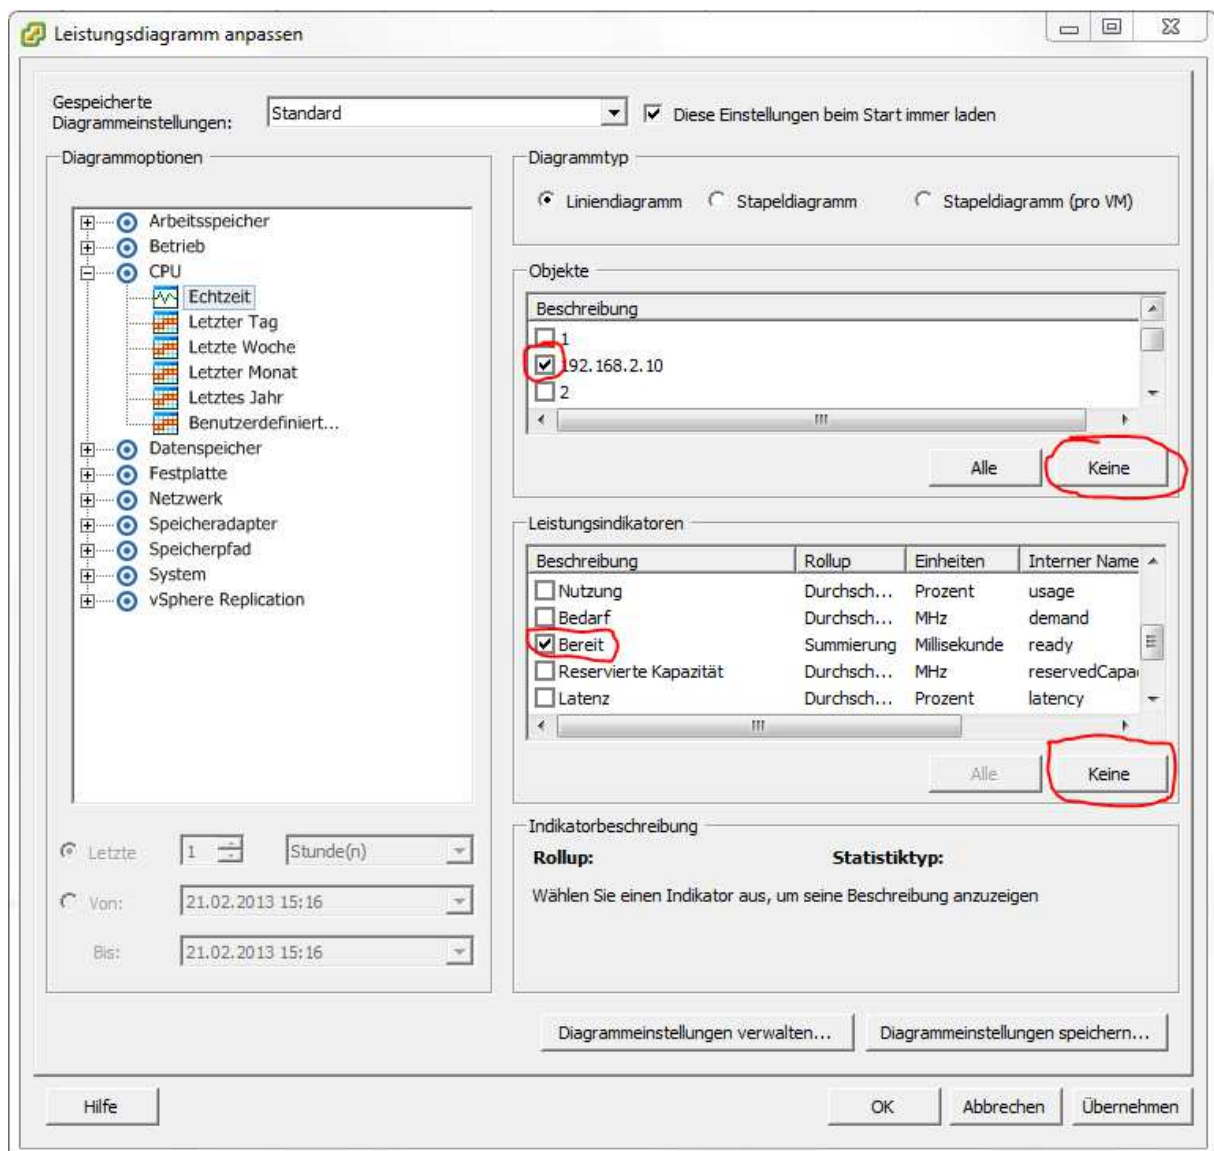 Leistungsdiagramm anpassen
Gespeicherte
Diagrammeinstellungen:
Standard
Diese Einstellungen beim Start immer laden
Diagrammoptionen
Arbeitsspeicher
Betrieb
CPU
Echtzeit
Letzter Tag
Letzte Woche
Letzter Monat
Letztes Jahr
Benutzerdefiniert...
Datenspeicher
Festplatte
Netzwerk
Speicheradapter
Speicherpfad
System
vSphere Replication
Letzte 1 Stunde(n)
Von: 21.02.2013 15:16
Bis: 21.02.2013 15:16
Diagrammtyp
Liniendiagramm Stapeldiagramm Stapeldiagramm (pro VM)
Objekte
Beschreibung
1
192.168.2.10
2
Alle Keine
Leistungsindikatoren
Beschreibung Rollup Einheiten Interner Name
Nutzung Durchsch... Prozent usage
Bedarf Durchsch... MHz demand
Bereit Summierung Millisekunde ready
Reservierte Kapazität Durchsch... MHz reservedCapa
Latenz Durchsch... Prozent latency
Alle Keine
Indikatorbeschreibung
Rollup: Statistiktyp:
Wählen Sie einen Indikator aus, um seine Beschreibung anzuzeigen
Diagrammeinstellungen verwalten... Diagrammeinstellungen speichern...
Hilfe OK Abbrechen Übernehmen